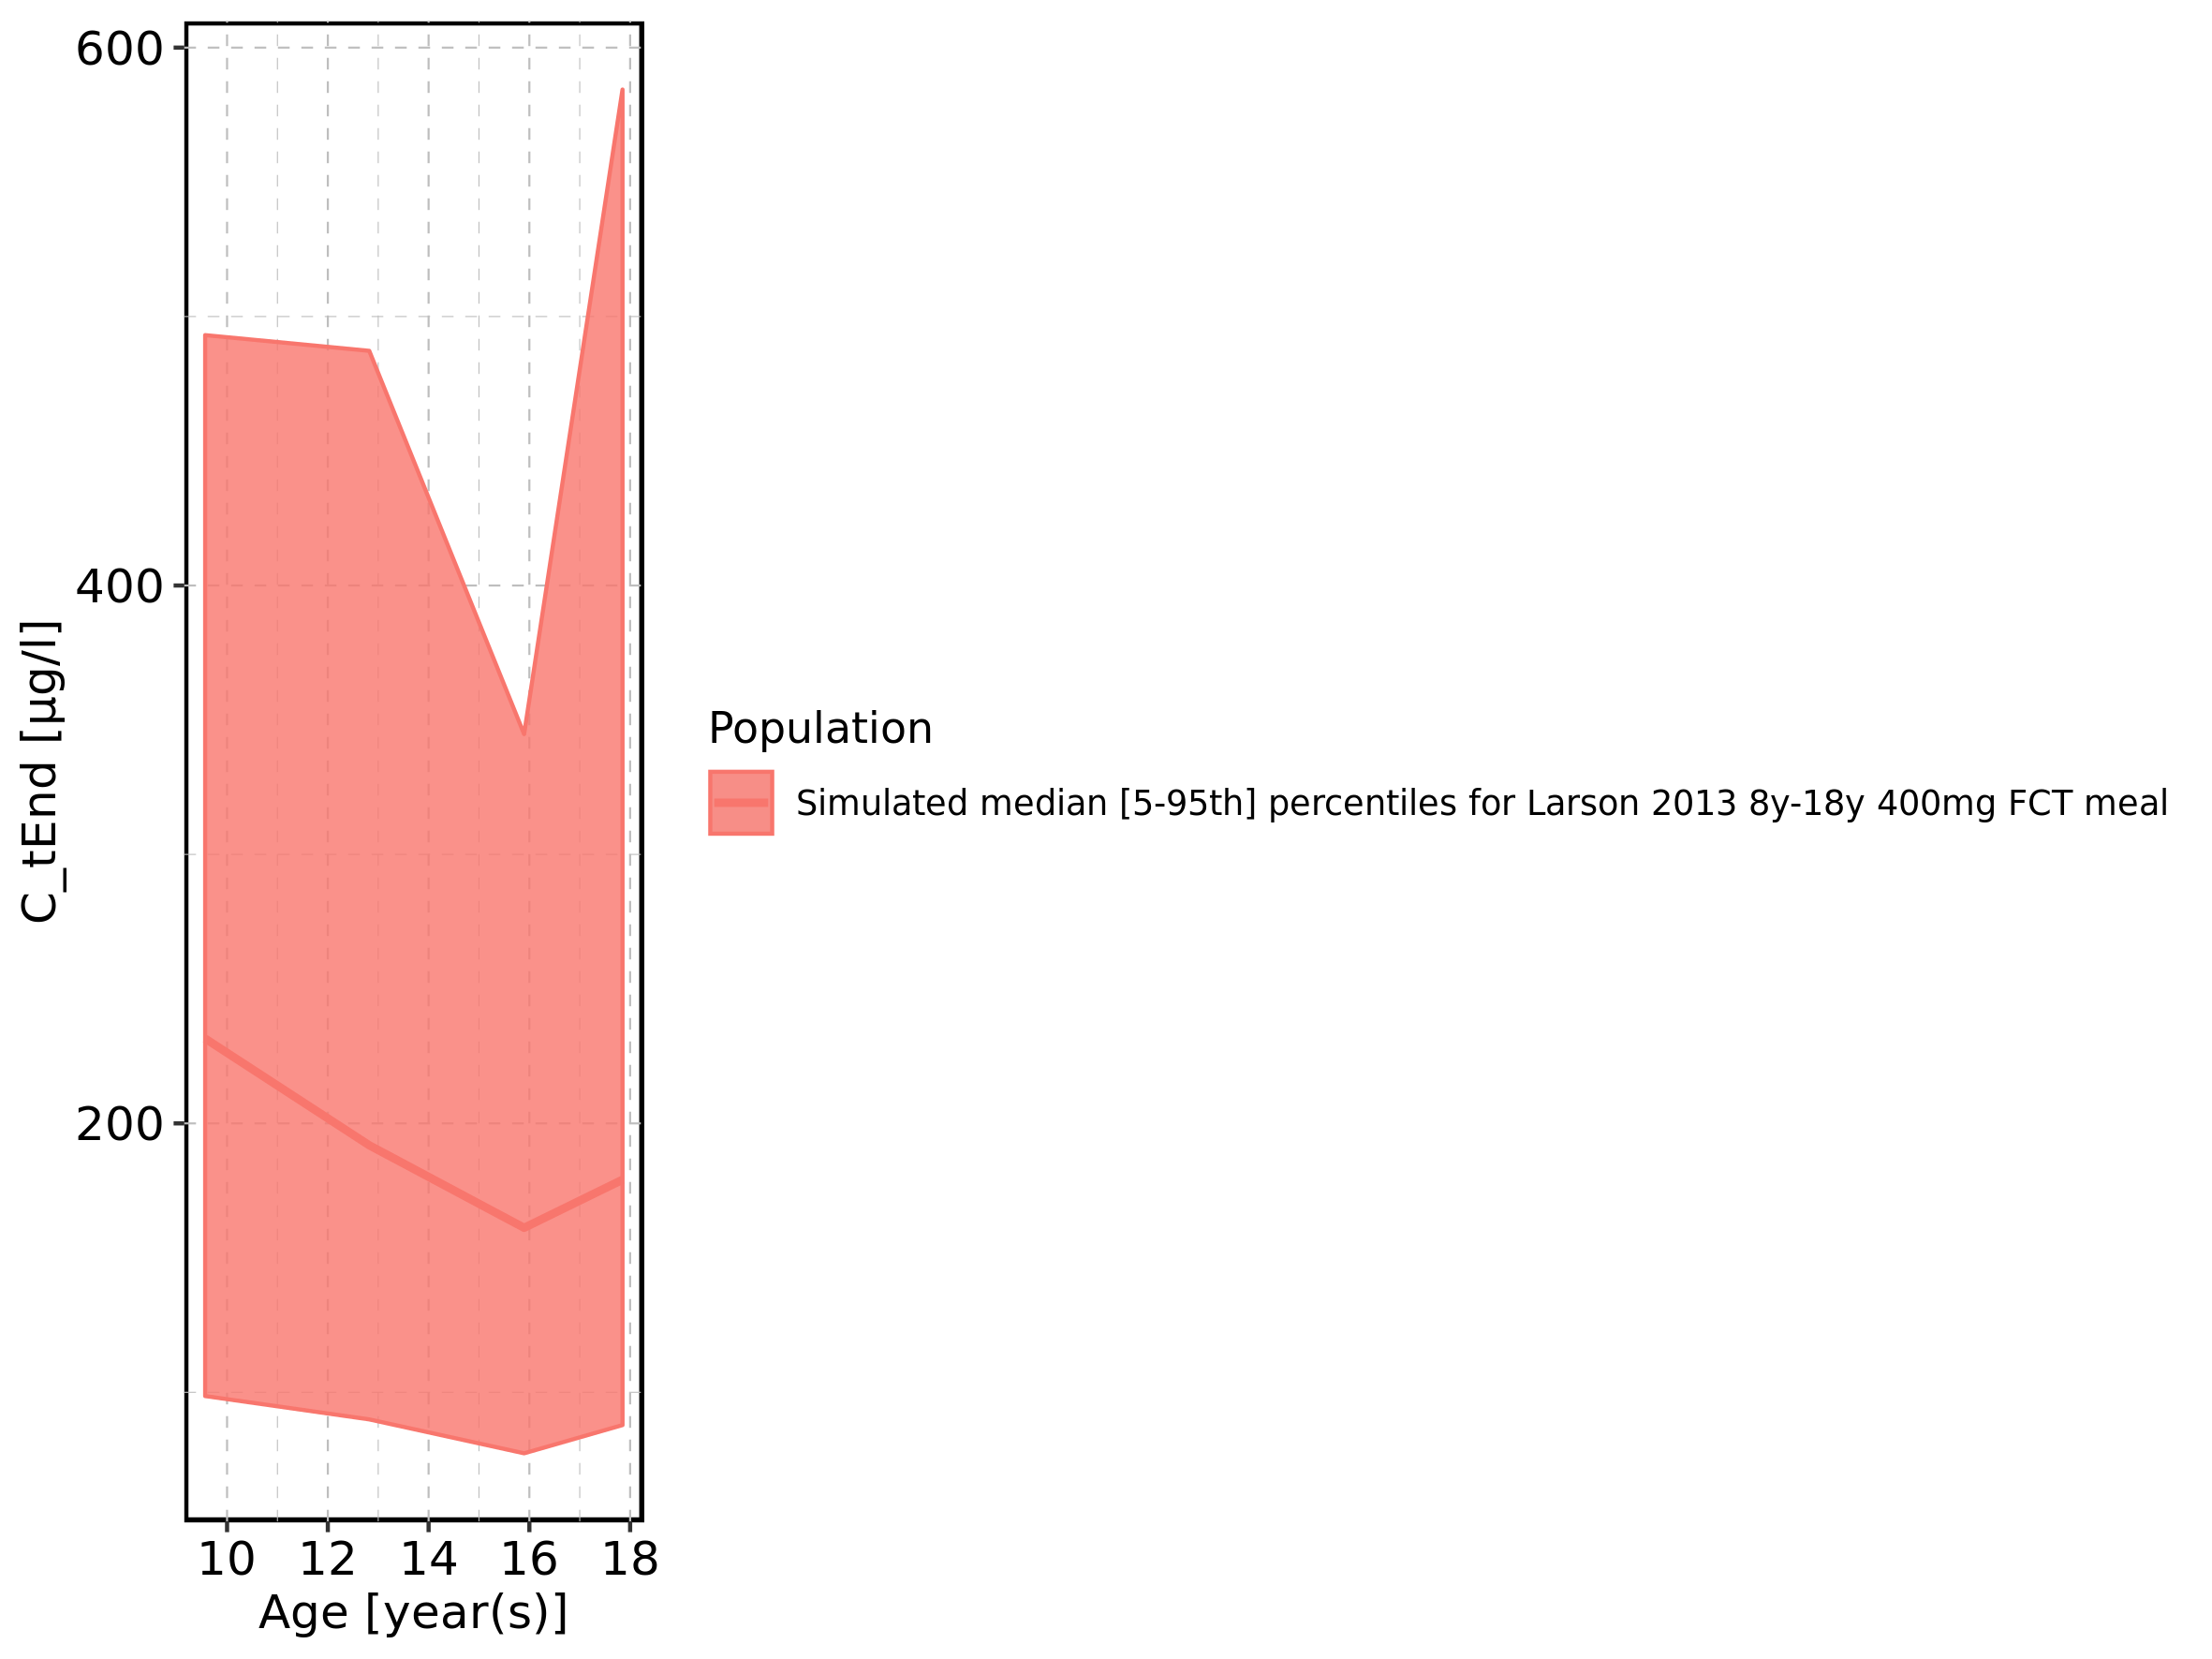 600
400
200
C_tEnd [µg/l]
10 12 14 16 18
Age [year(s)]
Population
Simulated median [5-95th] percentiles for Larson 2013 8y-18y 400mg FCT meal